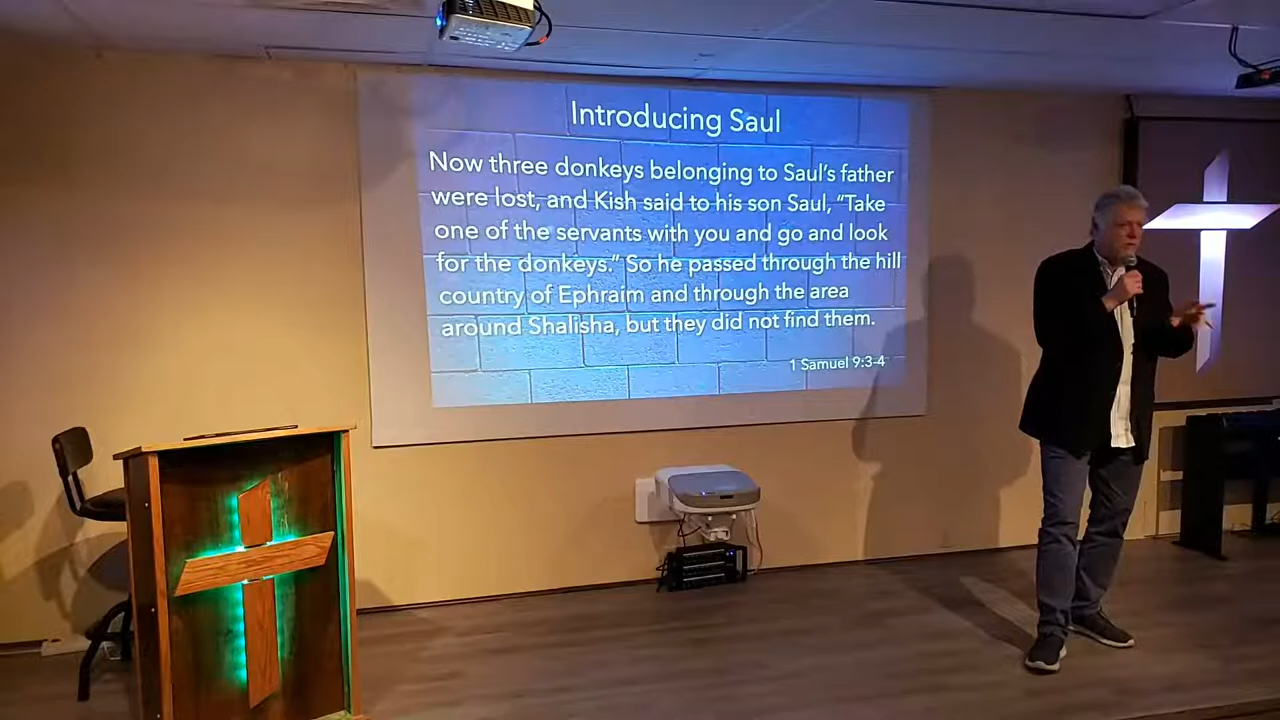 Introducing Saul
Now three donkeys belonging to Saul's father
were lost, and Kish said to his son Saul, "Take
one of the servants with you and go and look
for the donkeys." So he passed through the hill
country of Ephraim and through the area
around Shalisha, but they did not find them.
1 Samuel 9:3-4